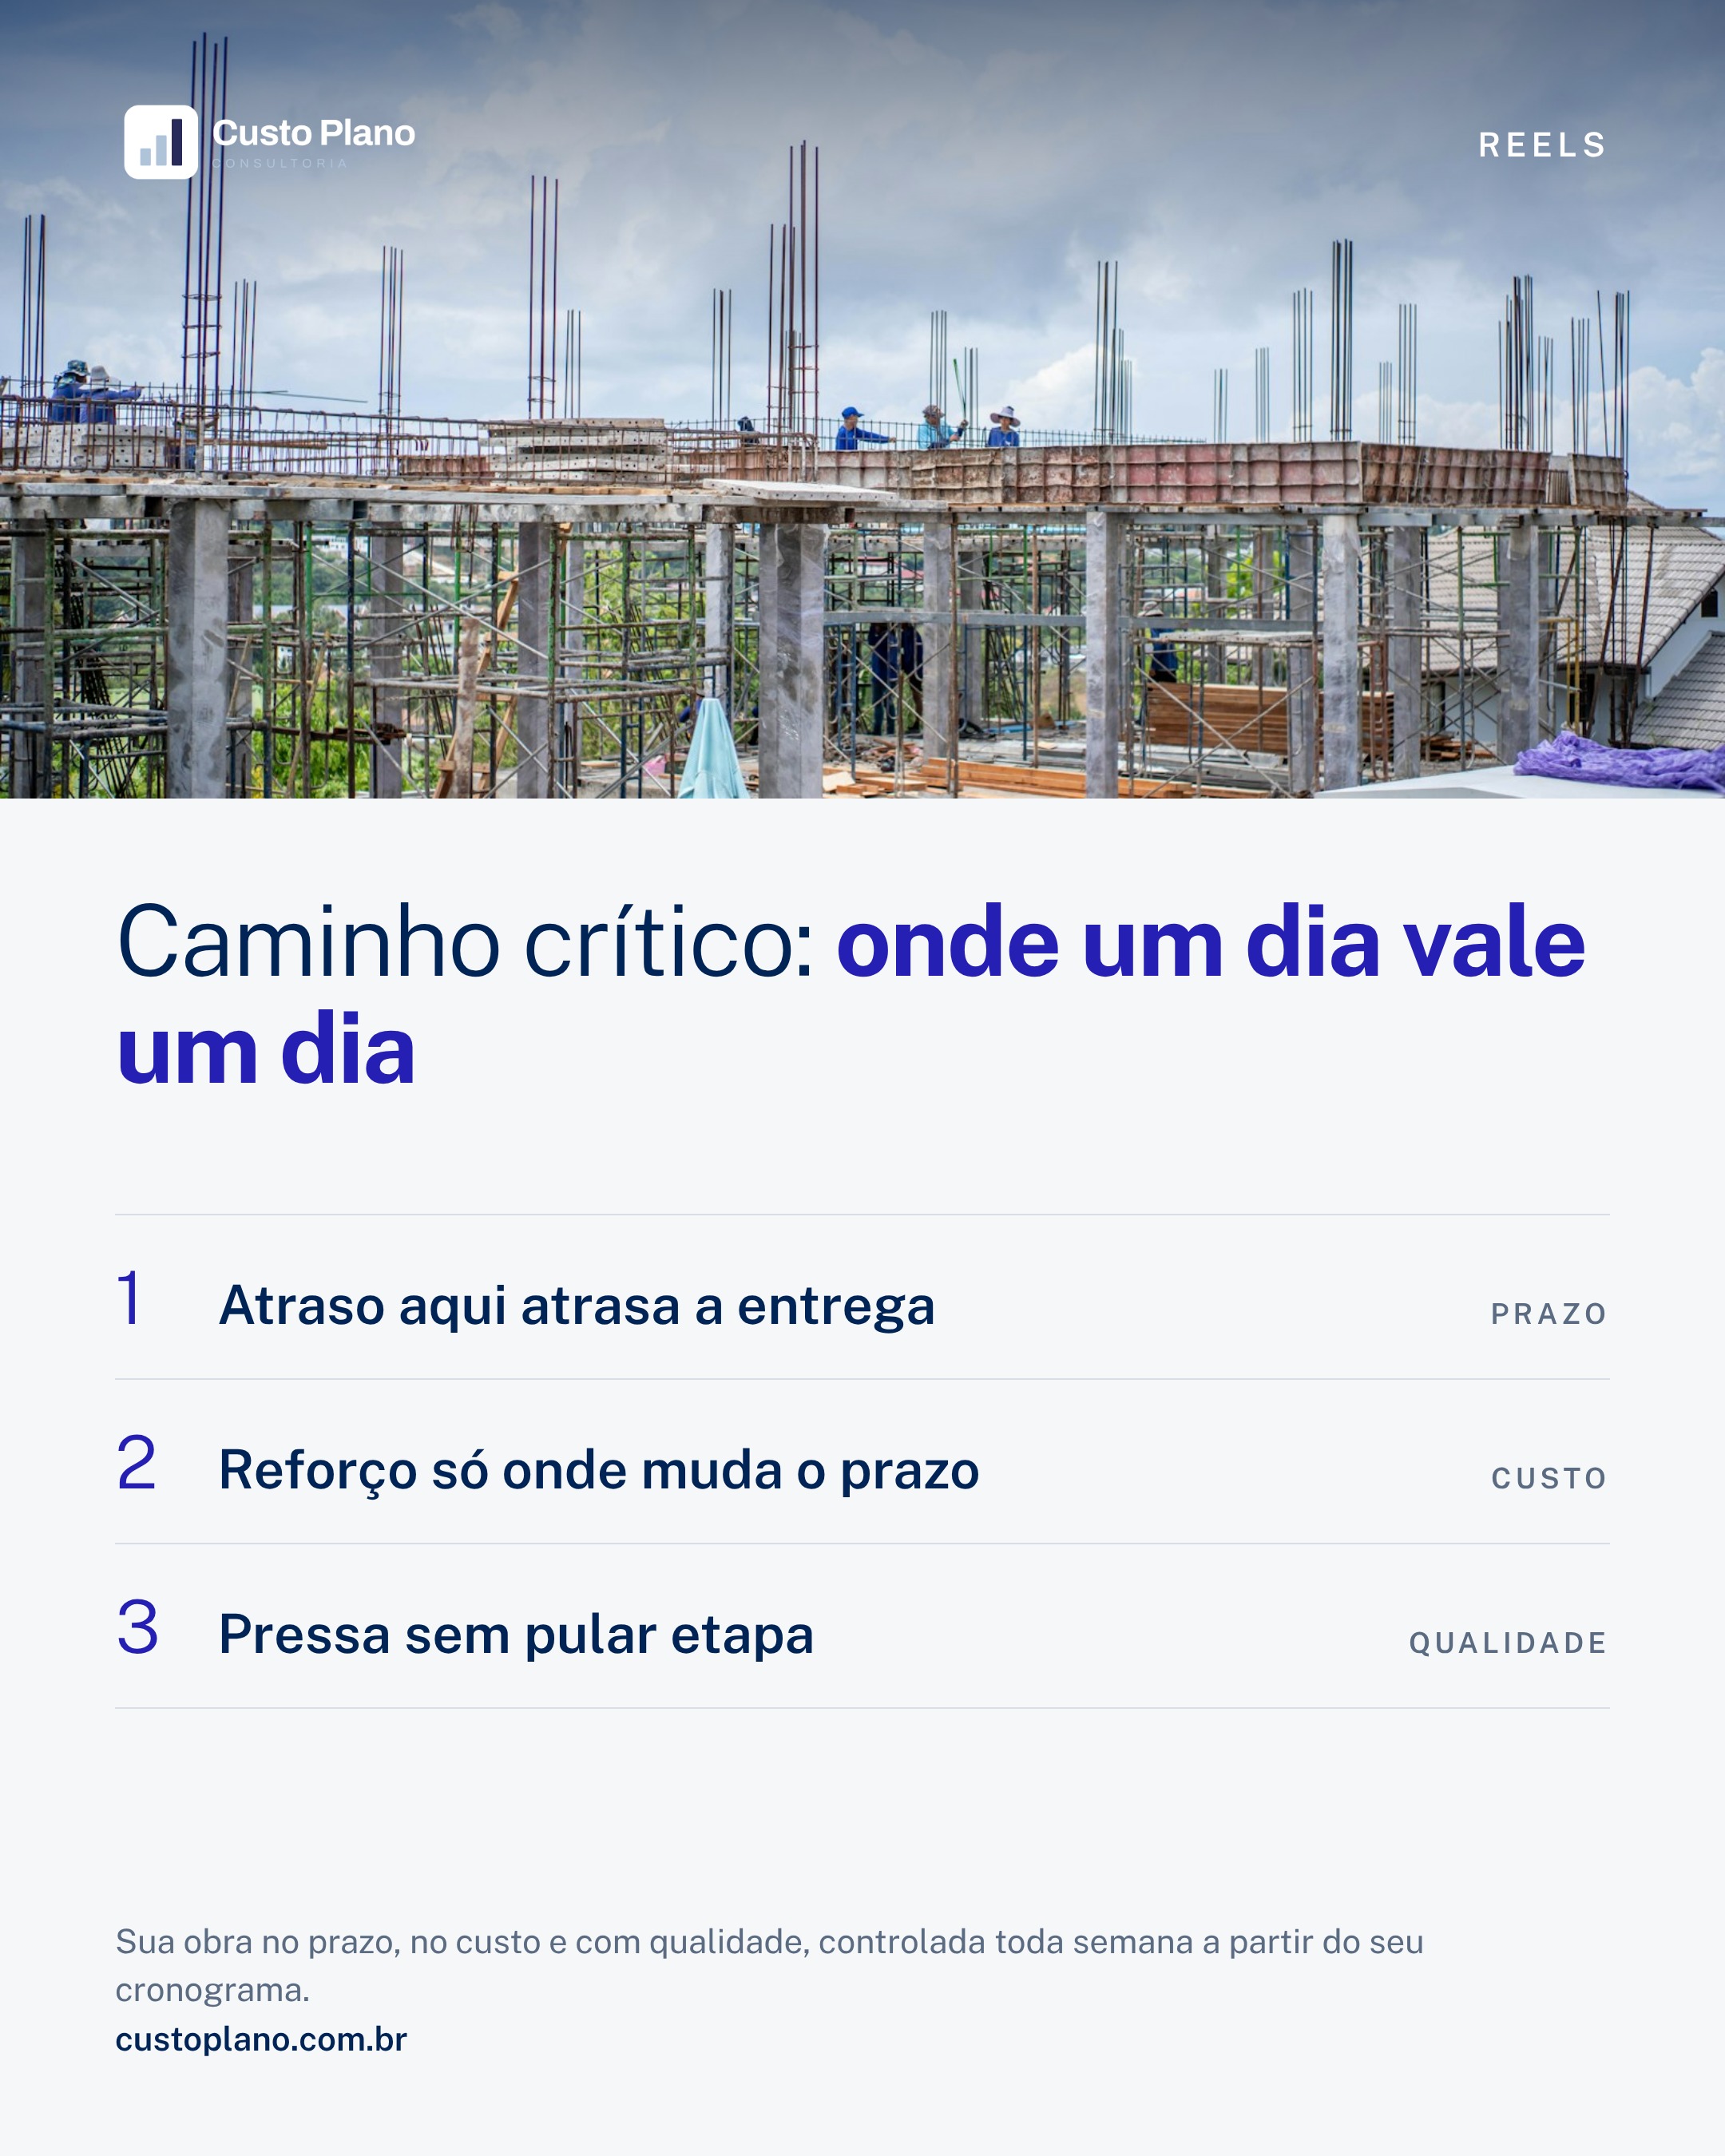 Custo Plano
CONSULTORIA
REELS
Caminho crítico: onde um dia vale
um dia
1 Atraso aqui atrasa a entrega PRAZO
2 Reforço só onde muda o prazo CUSTO
3 Pressa sem pular etapa QUALIDADE
Sua obra no prazo, no custo e com qualidade, controlada toda semana a partir do seu
cronograma.
custoplano.com.br